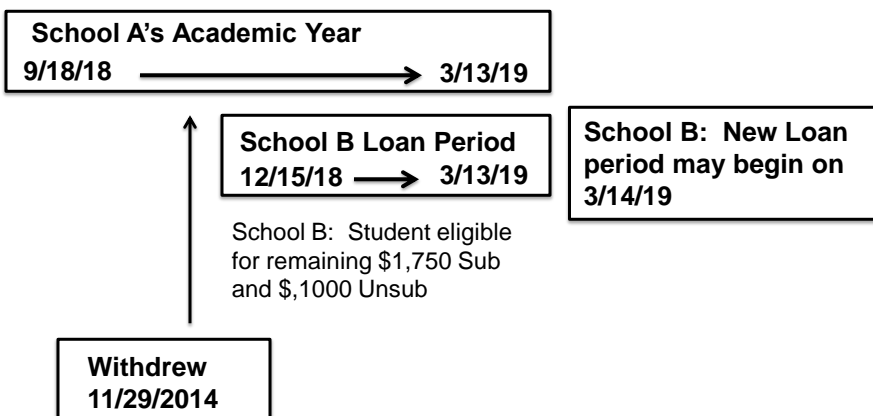 School A's Academic Year
9/18/18 3/13/19
School B Loan Period
12/15/18 3/13/19
School B: New Loan
period may begin on
3/14/19
School B: Student eligible
for remaining $1,750 Sub
and $,1000 Unsub
Withdrew
11/29/2014